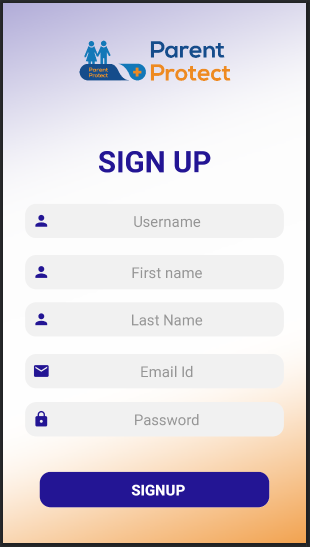 Parent
Protect
Parent
Protect
SIGN UP
Username
First name
Last Name
Email Id
Password
SIGNUP